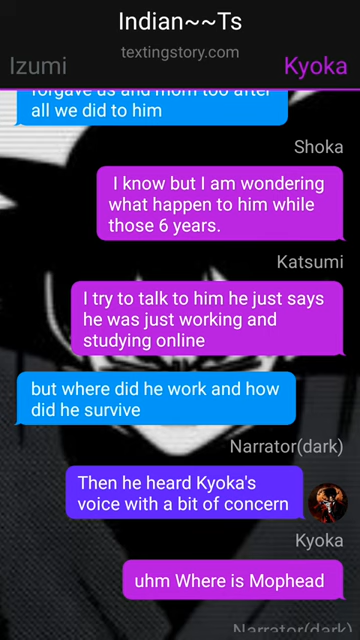 Indian~~Ts
textingstory.com
Izumi
Kyoka
forgave us and mom too after
all we did to him
Shoka
I know but I am wondering
what happen to him while
those 6 years.
Katsumi
I try to talk to him he just says
he was just working and
studying online
but where did he work and how
did he survive
Narrator(dark)
Then he heard Kyoka's
voice with a bit of concern
Kyoka
uhm Where is Mophead
Narrator(dark)